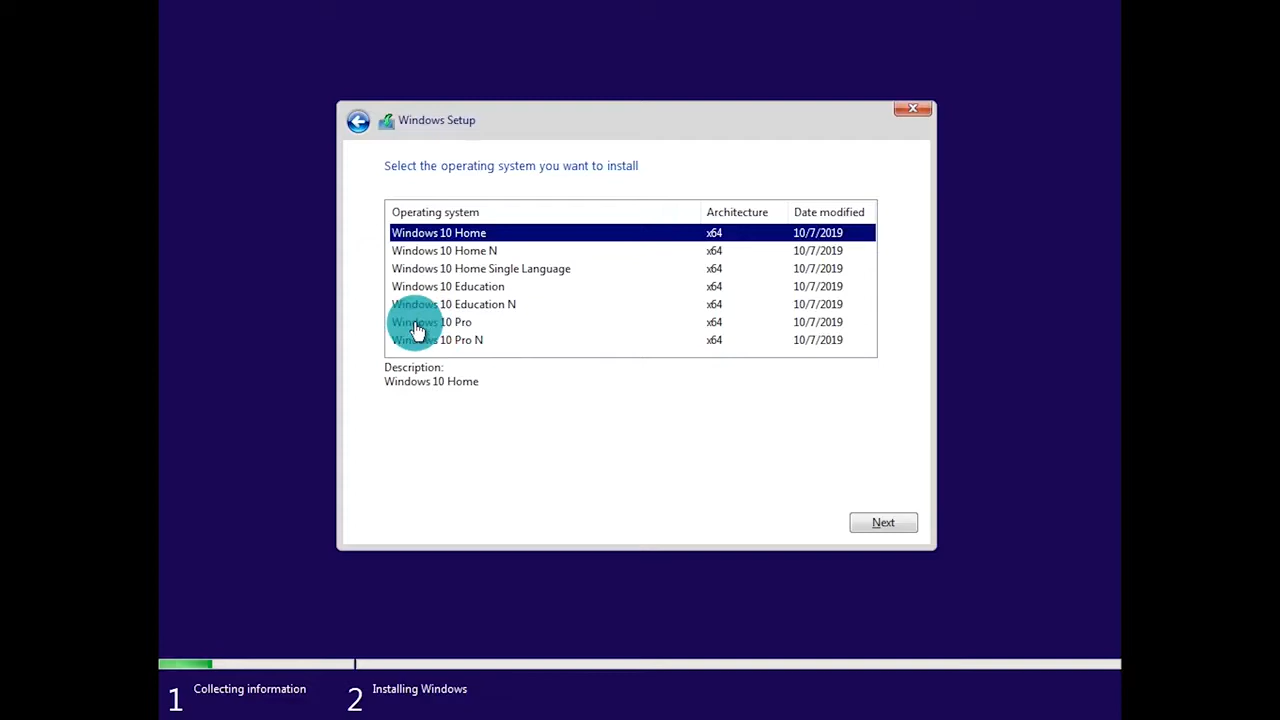 Windows Setup
Select the operating system you want to install
Operating system Architecture Date modified
Windows 10 Home x64 10/7/2019
Windows 10 Home N x64 10/7/2019
Windows 10 Home Single Language x64 10/7/2019
Windows 10 Education x64 10/7/2019
Windows 10 Education N x64 10/7/2019
Windows 10 Pro x64 10/7/2019
Windows 10 Pro N x64 10/7/2019
Description:
Windows 10 Home
Next
1 Collecting information 2 Installing Windows